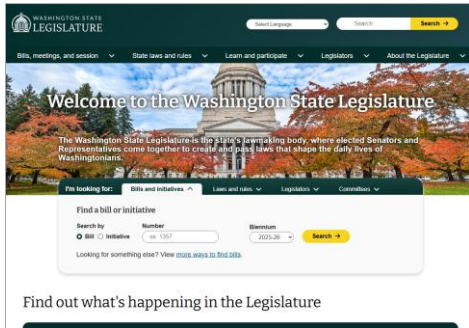 WASHINGTON STATE
LEGISLATURE
Select Language
Search
Search →
Bills, meetings, and session
State laws and rules
Learn and participate
Legislators
About the Legislature
Welcome to the Washington State Legislature
The Washington State Legislature is the state's lawmaking body, where elected Senators and
Representatives come together to create and pass laws that shape the daily lives of
Washingtonians.
I'm looking for:
Bills and initiatives
Laws and rules
Legislators
Committees
Find a bill or initiative
Search by
Number
Biennium
Bill
Initiative
ex. 1357
2025-26
Search →
Looking for something else? View more ways to find bills.
Find out what's happening in the Legislature